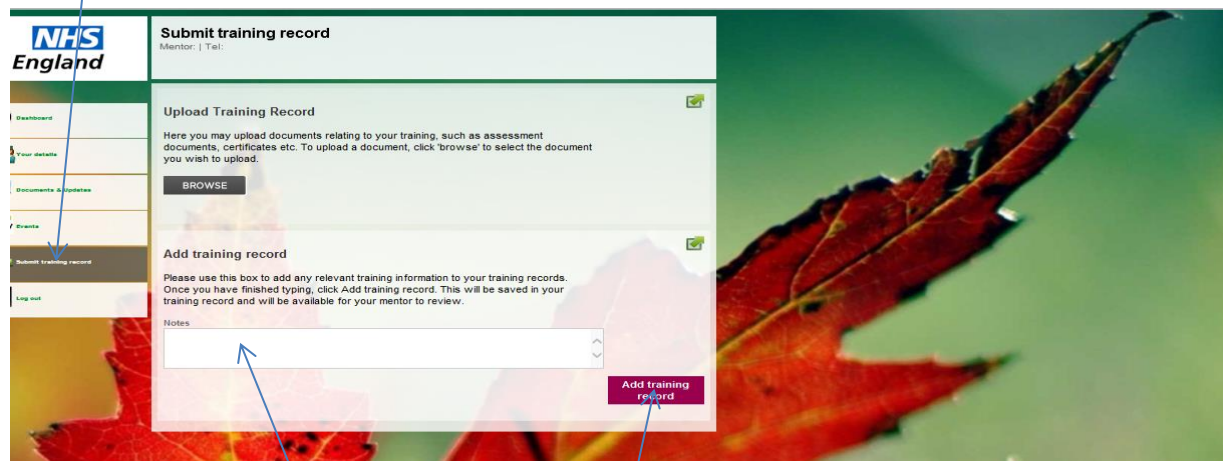 NHS
England
Submit training record
Mentor: | Tel:
Dashboard
Your details
Documents & Updates
Events
Submit training record
Log out
Upload Training Record
Here you may upload documents relating to your training, such as assessment
documents, certificates etc. To upload a document, click 'browse' to select the document
you wish to upload.
BROWSE
Add training record
Please use this box to add any relevant training information to your training records.
Once you have finished typing, click Add training record. This will be saved in your
training record and will be available for your mentor to review.
Notes
Add training
record